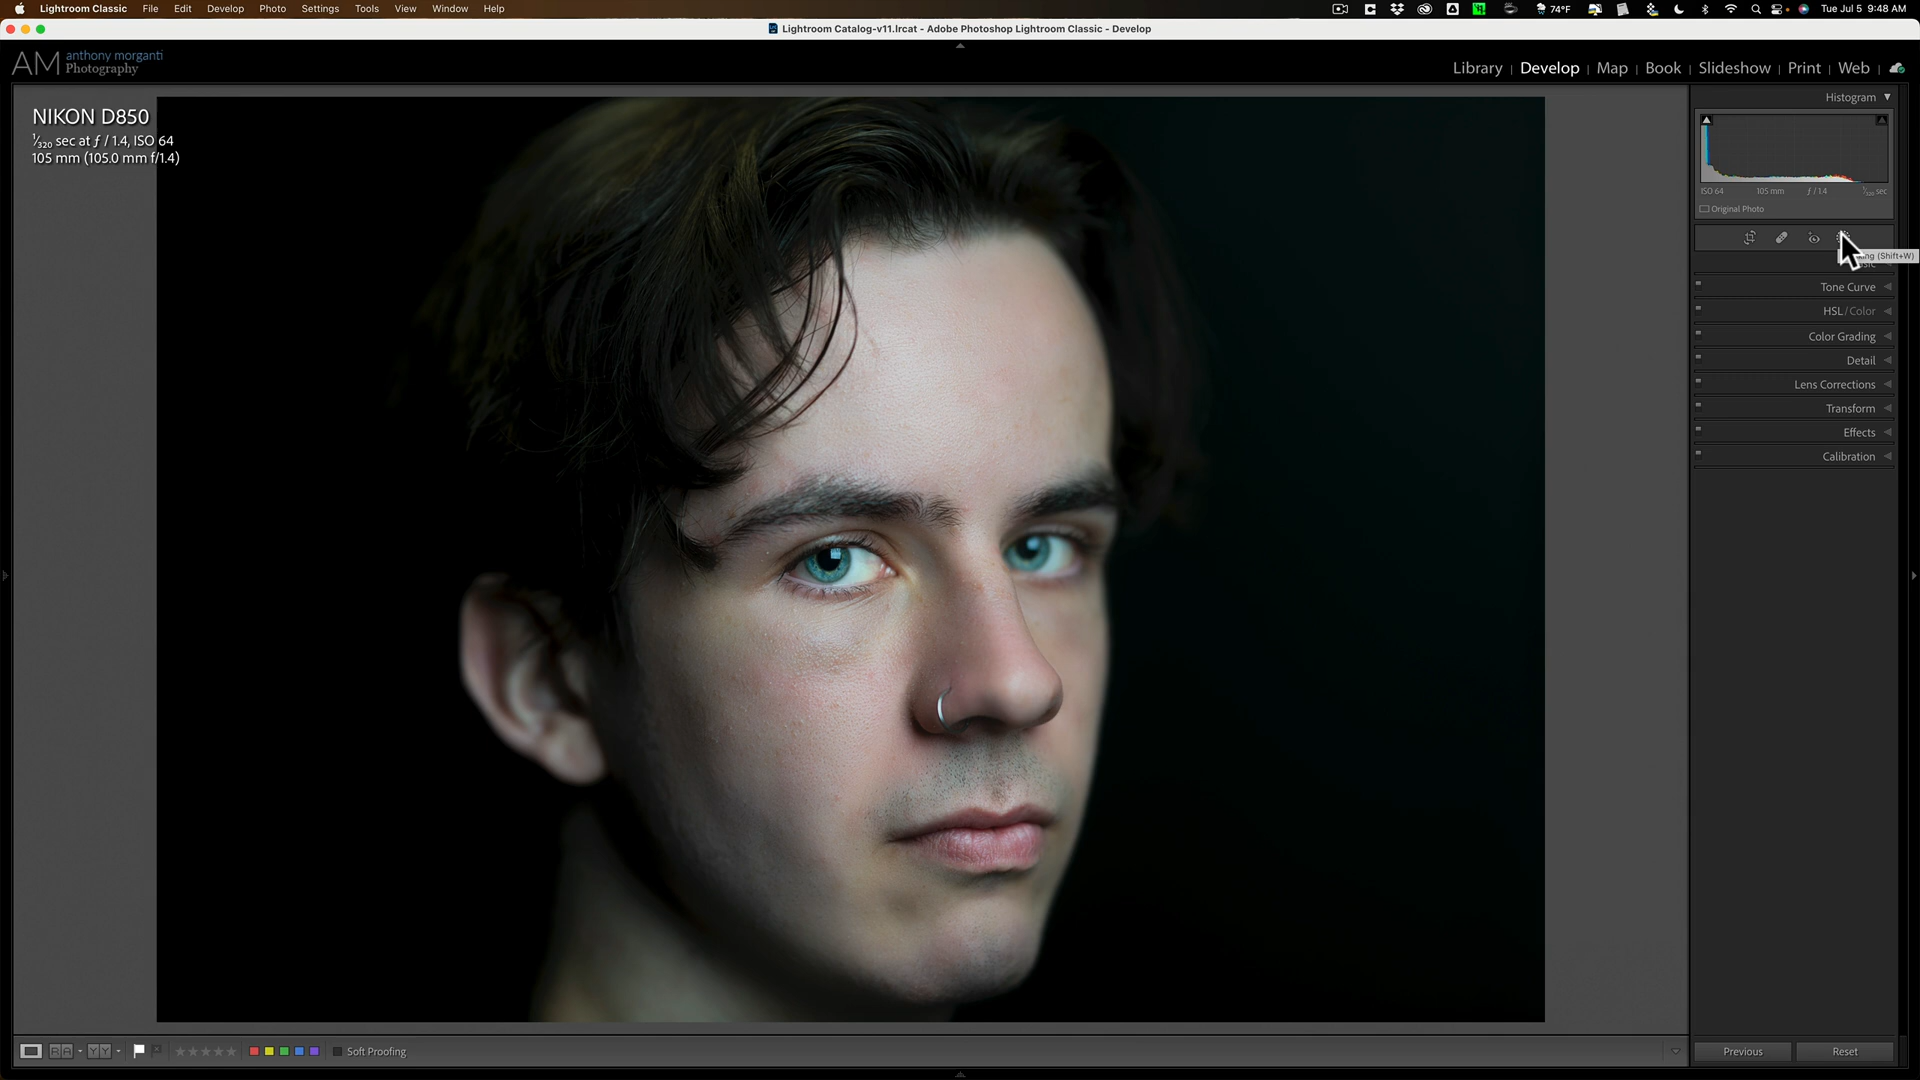 Lightroom Classic File Edit Develop Photo Settings Tools View Window Help 74°F Tue Jul 5 9:48 AM
Lightroom Catalog-v11.lrcat - Adobe Photoshop Lightroom Classic - Develop
AM anthony morganti
Photography
Library | Develop | Map | Book | Slideshow | Print | Web |
NIKON D850
1/320 sec at ƒ / 1.4, ISO 64
105 mm (105.0 mm f/1.4)
Histogram
ISO 64 105 mm ƒ / 1.4 1/320 sec
Original Photo
(Shift+W)
Tone Curve
HSL / Color
Color Grading
Detail
Lens Corrections
Transform
Effects
Calibration
Soft Proofing
Previous Reset